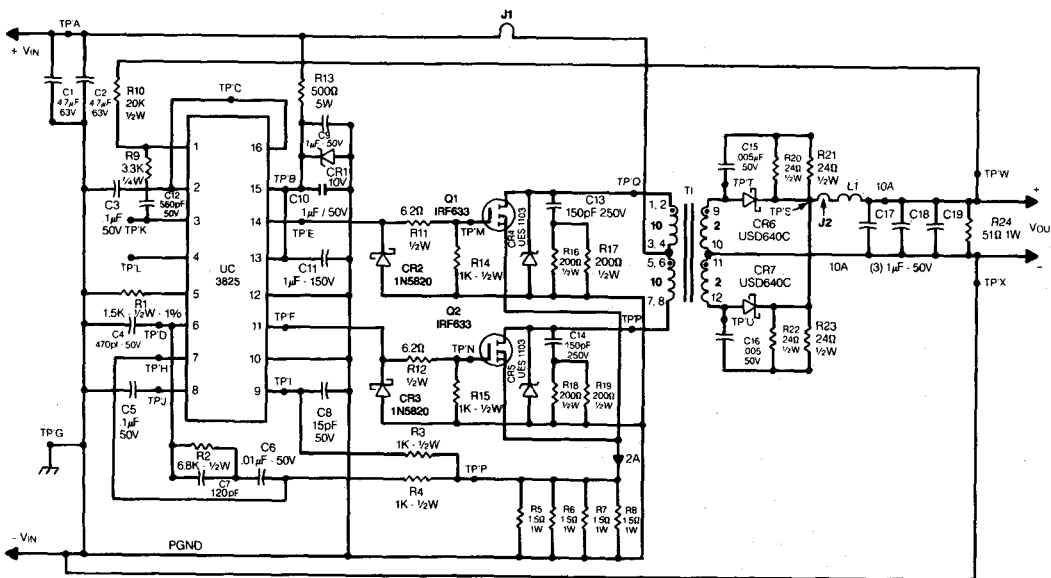 J1
TP'A
+ VIN
C1
4.7µF
63V
C2
4.7µF
63V
R10
20K
½W
TP'C
R13
500Ω
5W
C9
1µF - 50V
CR1
10V
R9
3.3K
¼W
C12
560pF
50V
C3
.1µF
50V
TP'K
TP'L
R1
1.5K - ½W - 1%
TP'D
C4
470pf - 50V
TP'H
TP'J
C5
.1µF
50V
TP'G
1
2
3
4
5
6
7
8
UC
3825
16
15
14
13
12
11
10
9
TP'B
C10
1µF / 50V
TP'E
C11
1µF - 150V
TP'F
TP'I
C8
15pF
50V
6.2Ω
R11
½W
CR2
1N5820
Q1
IRF633
TP'M
R14
1K - ½W
CR4
UES 1103
C13
150pF 250V
R16
200Ω
½W
R17
200Ω
½W
Q2
IRF633
6.2Ω
R12
½W
CR3
1N5820
TP'N
R15
1K - ½W
CR5
UES 1103
C14
150pF
250V
R18
200Ω
½W
R19
200Ω
½W
TP'Q
TP'P
T1
1, 2
10
3, 4
5, 6
10
7, 8
9
2
10
11
2
12
C15
.005µF
50V
R20
24Ω
½W
R21
24Ω
½W
TP'T
CR6
USD640C
TP'S
J2
L1
10A
C17
C18
C19
(3) 1µF - 50V
R24
51Ω 1W
TP'W
+
VOU
-
TP'X
10A
CR7
USD640C
TP'U
C16
.005
50V
R22
24Ω
½W
R23
24Ω
½W
R2
6.8K - ½W
C7
120pF
C6
.01µF - 50V
R3
1K - ½W
R4
1K - ½W
TP'P
2A
R5
1.5Ω
1W
R6
1.5Ω
1W
R7
1.5Ω
1W
R8
1.5Ω
1W
- VIN
PGND